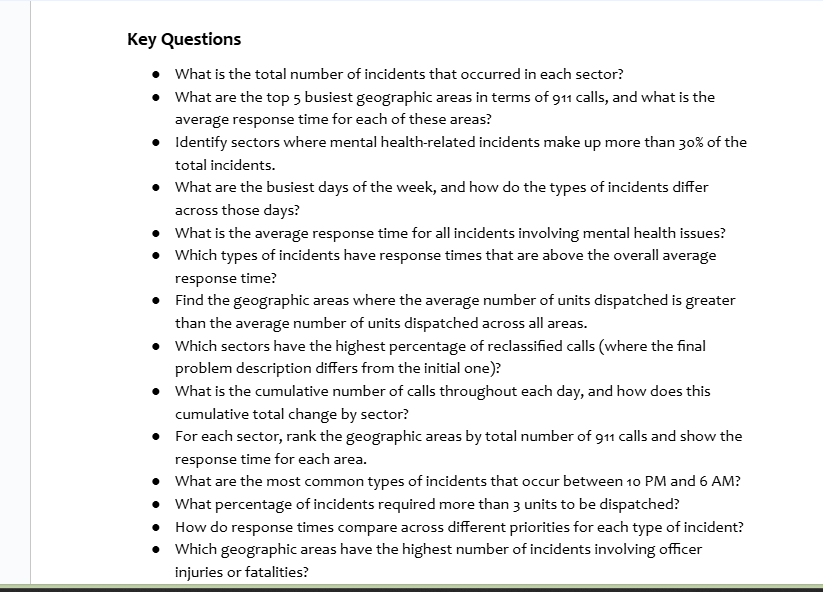 Key Questions
● What is the total number of incidents that occurred in each sector?
● What are the top 5 busiest geographic areas in terms of 911 calls, and what is the
average response time for each of these areas?
● Identify sectors where mental health-related incidents make up more than 30% of the
total incidents.
● What are the busiest days of the week, and how do the types of incidents differ
across those days?
● What is the average response time for all incidents involving mental health issues?
● Which types of incidents have response times that are above the overall average
response time?
● Find the geographic areas where the average number of units dispatched is greater
than the average number of units dispatched across all areas.
● Which sectors have the highest percentage of reclassified calls (where the final
problem description differs from the initial one)?
● What is the cumulative number of calls throughout each day, and how does this
cumulative total change by sector?
● For each sector, rank the geographic areas by total number of 911 calls and show the
response time for each area.
● What are the most common types of incidents that occur between 10 PM and 6 AM?
● What percentage of incidents required more than 3 units to be dispatched?
● How do response times compare across different priorities for each type of incident?
● Which geographic areas have the highest number of incidents involving officer
injuries or fatalities?